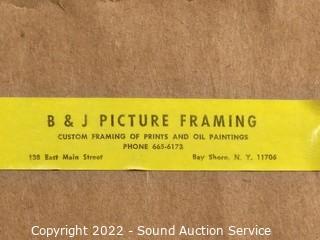 B & J PICTURE FRAMING
CUSTOM FRAMING OF PRINTS AND OIL PAINTINGS
PHONE 665-6173
138 East Main Street Bay Shore, N. Y. 11706
Copyright 2022 - Sound Auction Service